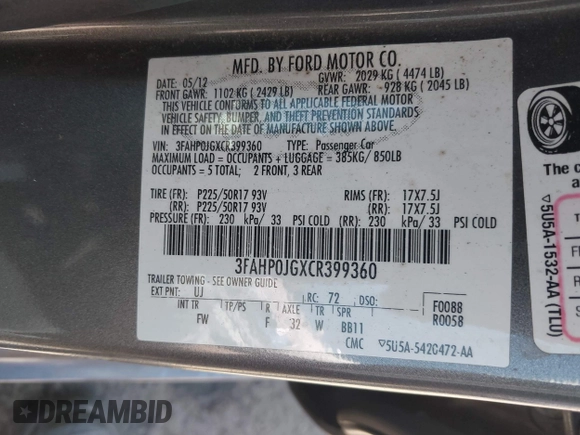 MFD. BY FORD MOTOR CO.
DATE: 05/12 GVWR: 2029 KG ( 4474 LB)
FRONT GAWR: 1102 KG ( 2429 LB) REAR GAWR: 928 KG ( 2045 LB)
THIS VEHICLE CONFORMS TO ALL APPLICABLE FEDERAL MOTOR
VEHICLE SAFETY, BUMPER, AND THEFT PREVENTION STANDARDS
IN EFFECT ON THE DATE OF MANUFACTURE SHOWN ABOVE.
VIN: 3FAHP0JGXCR399360 TYPE: Passenger Car
MAXIMUM LOAD = OCCUPANTS + LUGGAGE = 385KG/850LB
OCCUPANTS = 5 TOTAL; 2 FRONT, 3 REAR
TIRE (FR): P225/50R17 93V RIMS (FR): 17X7.5J
(RR): P225/50R17 93V (RR): 17X7.5J
PRESSURE (FR): 230 kPa/ 33 PSI COLD (RR): 230 kPa/ 33 PSI COLD
3FAHP0JGXCR399360
TRAILER TOWING - SEE OWNER GUIDE
EXT PNT: UJ RC: 72 DSO: F0088
INT TR TP/PS R AXLE TR SPR R0058
FW F 32 W BB11
CMC 5U5A-542C472-AA
The c
a
5U5A-1532-AA (TLU)
DREAMBID